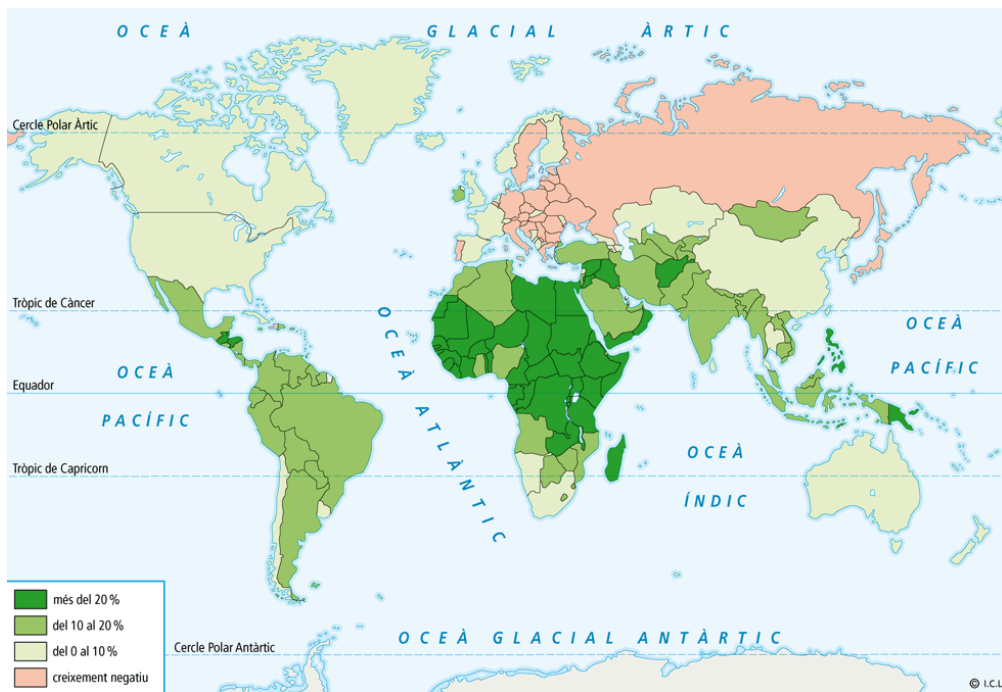 OCEÀ GLACIAL ÀRTIC
Cercle Polar Àrtic
Tròpic de Càncer
OCEÀ
PACÍFIC
OCEÀ ATLÀNTIC
OCEÀ
PACÍFIC
Equador
OCEÀ
ÍNDIC
Tròpic de Capricorn
més del 20 %
del 10 al 20 %
del 0 al 10 %
creixement negatiu
OCEÀ GLACIAL ANTÀRTIC
Cercle Polar Antàrtic
© I.C.L